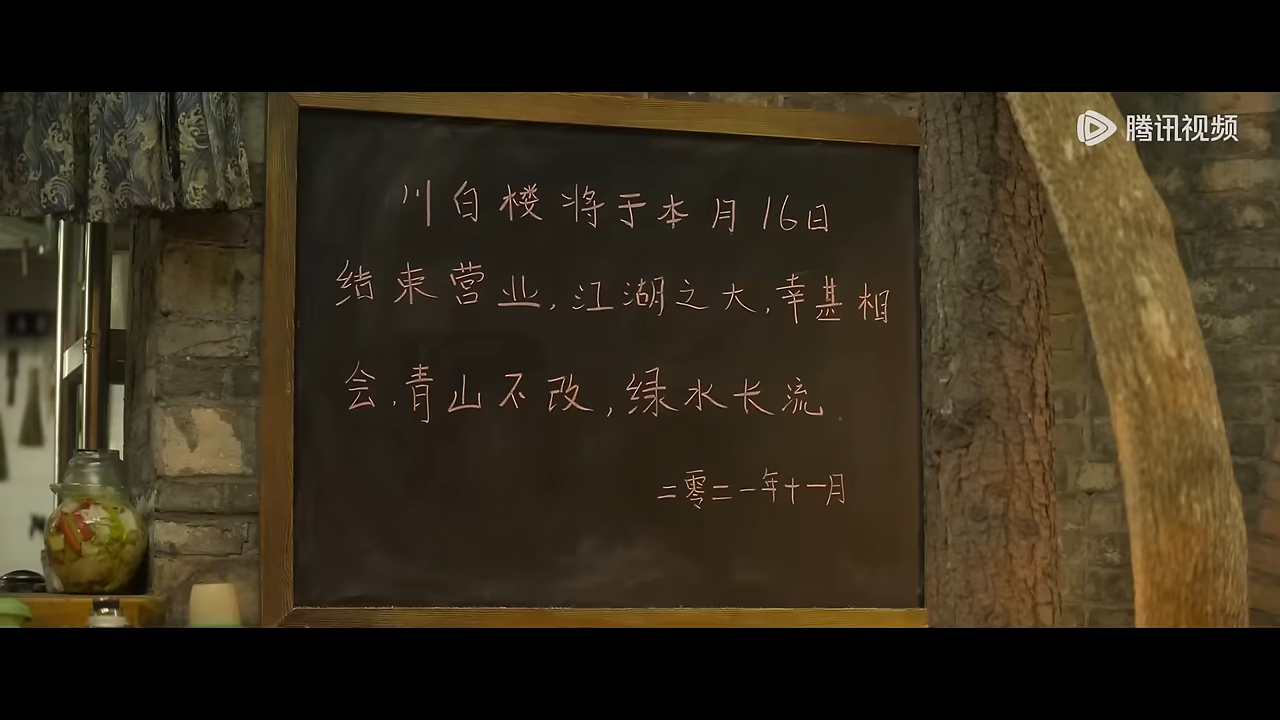 腾讯视频
川白楼将于本月16日
结束营业,江湖之大,幸甚相
会.青山不改,绿水长流.
二零二一年十一月